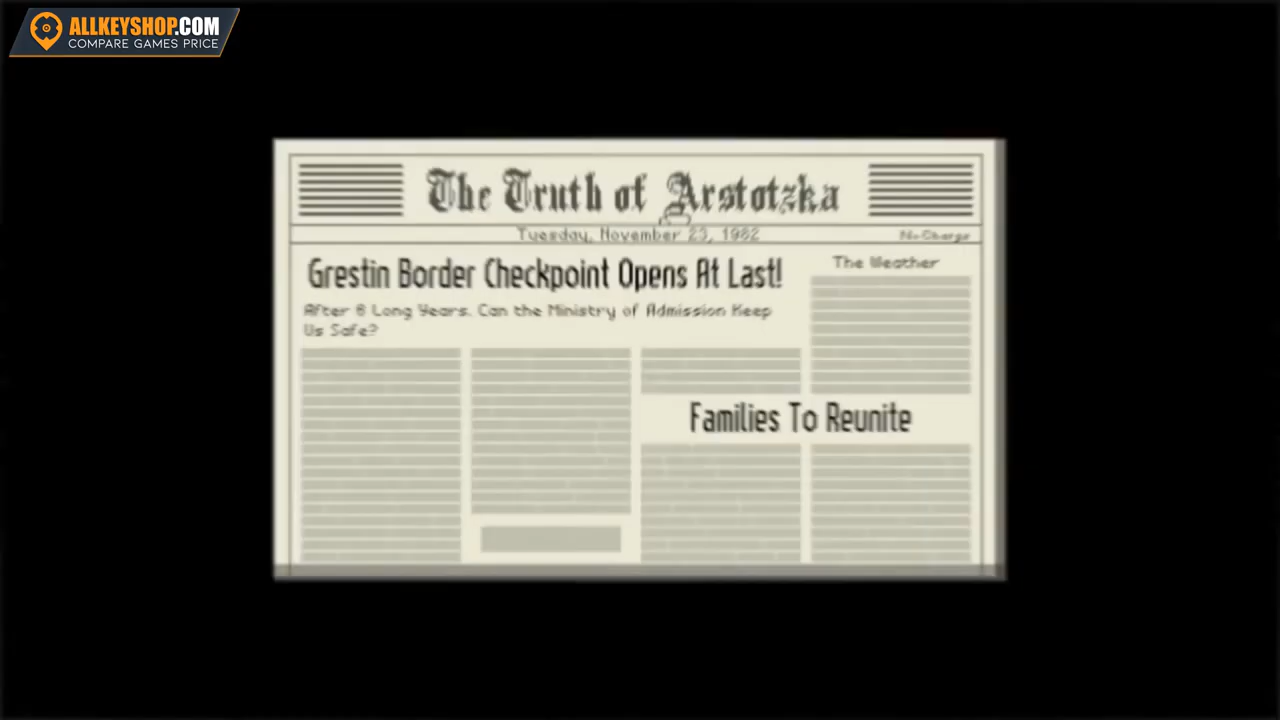 ALLKEYSHOP.COM
COMPARE GAMES PRICE
The Truth of Arstotzka
Tuesday, November 23, 1982
No Charge
Grestin Border Checkpoint Opens At Last!
After 6 Long Years. Can the Ministry of Admission Keep
Us Safe?
The Weather
Families To Reunite